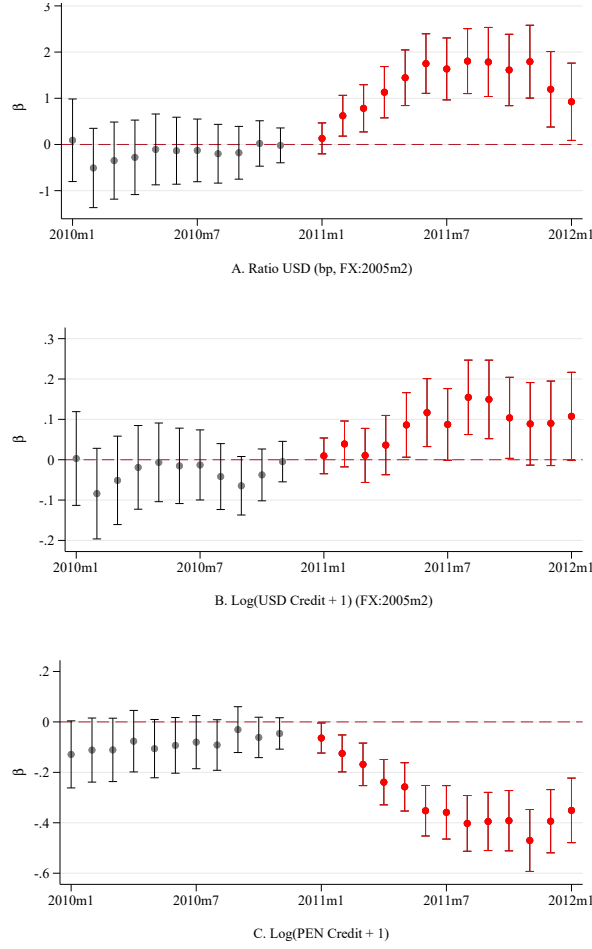 3
2
1
0
-1
β
2010m1 2010m7 2011m1 2011m7 2012m1
A. Ratio USD (bp, FX:2005m2)
.3
.2
.1
0
-.1
-.2
β
2010m1 2010m7 2011m1 2011m7 2012m1
B. Log(USD Credit + 1) (FX:2005m2)
.2
0
-.2
-.4
-.6
β
2010m1 2010m7 2011m1 2011m7 2012m1
C. Log(PEN Credit + 1)